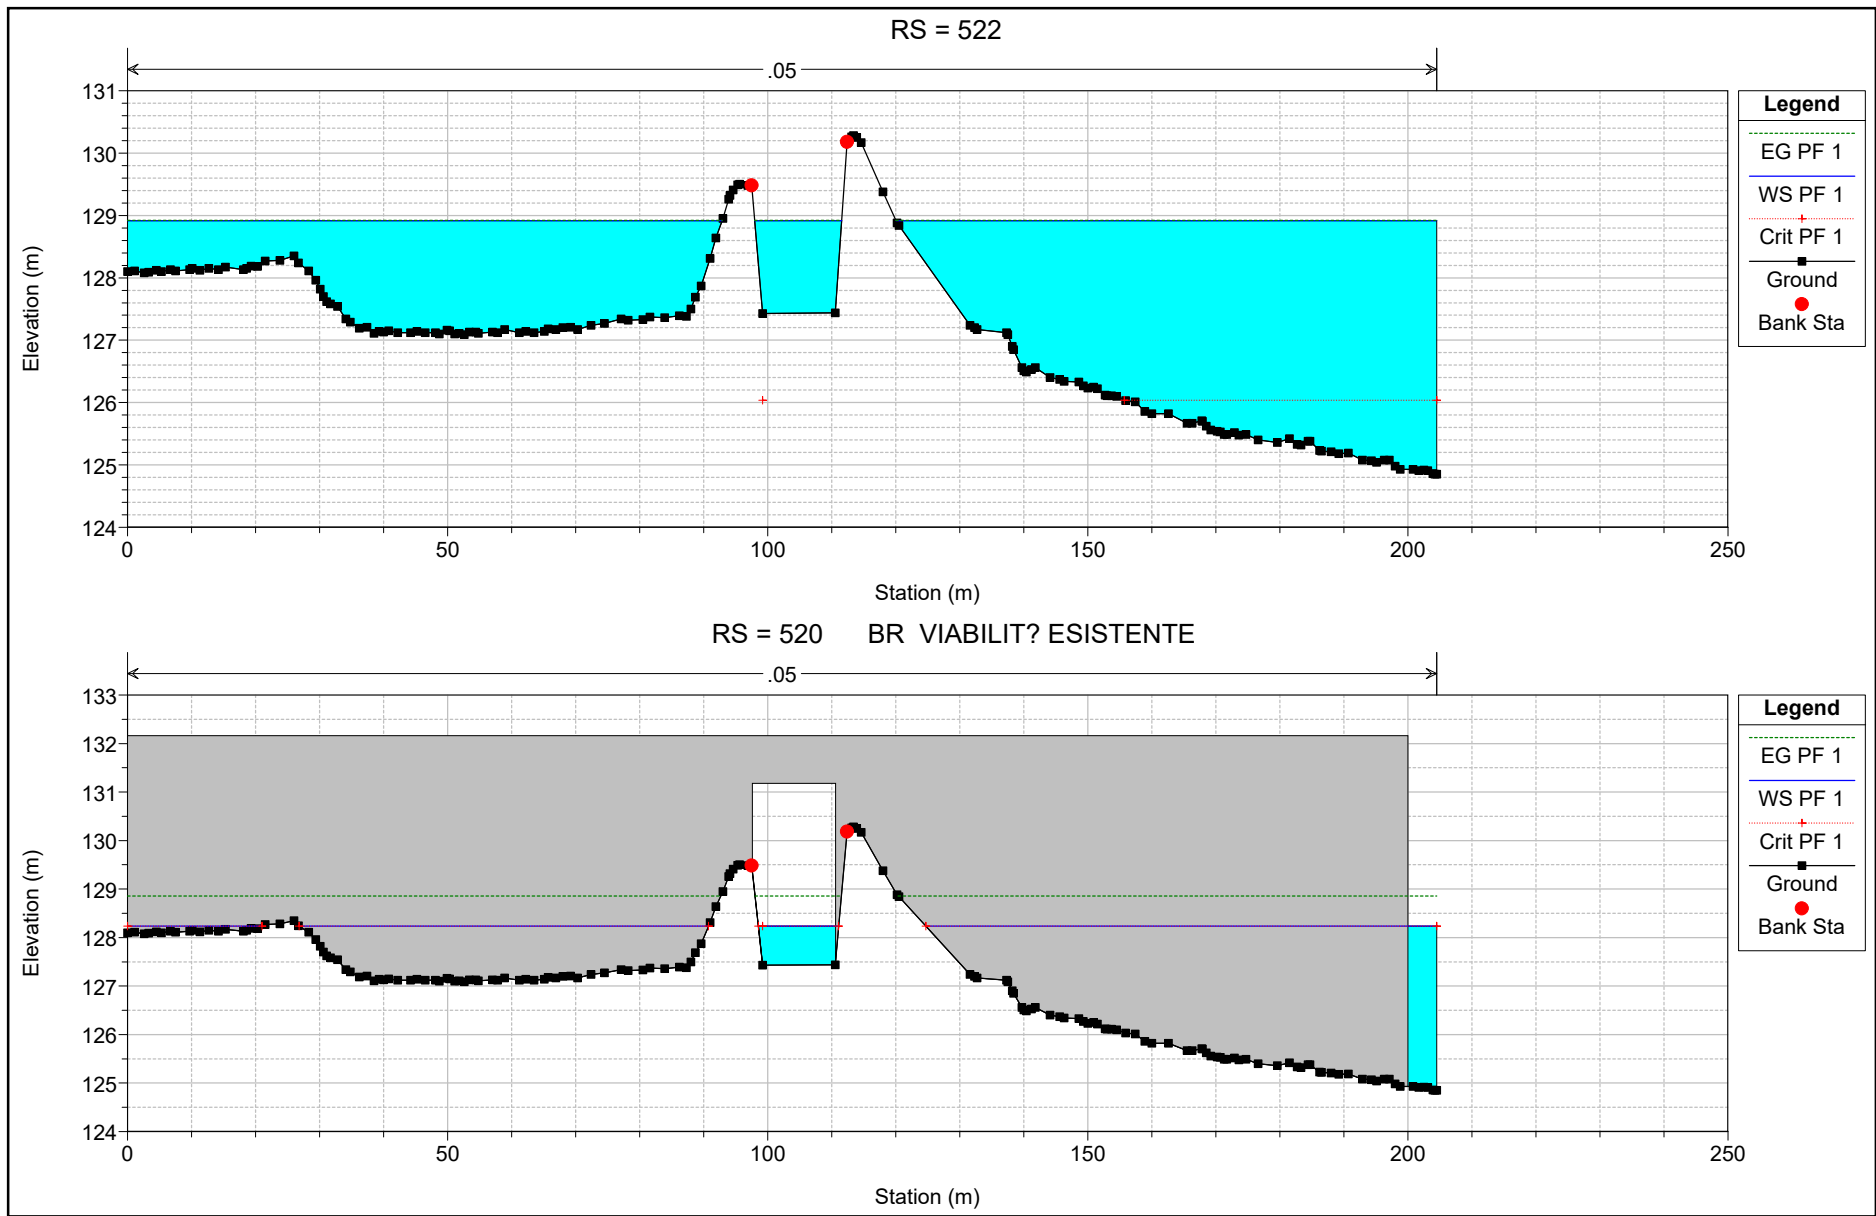 RS = 522
.05
131
130
129
128
127
126
125
124
0
50
100
150
200
250
Elevation (m)
Station (m)
Legend
EG PF 1
WS PF 1
Crit PF 1
Ground
Bank Sta
RS = 520 BR VIABILIT? ESISTENTE
.05
133
132
131
130
129
128
127
126
125
124
0
50
100
150
200
250
Elevation (m)
Station (m)
Legend
EG PF 1
WS PF 1
Crit PF 1
Ground
Bank Sta